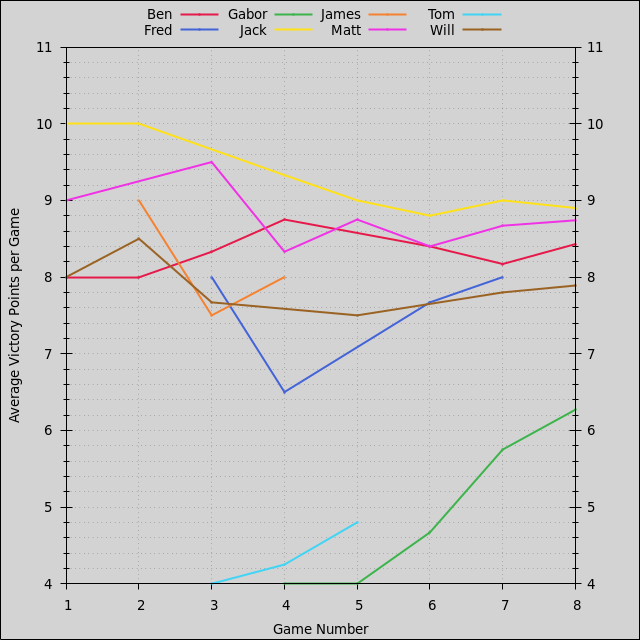 Ben Gabor James Tom
Fred Jack Matt Will
11 11
10 10
9 9
8 8
7 7
6 6
5 5
4 4
1 2 3 4 5 6 7 8
Average Victory Points per Game
Game Number